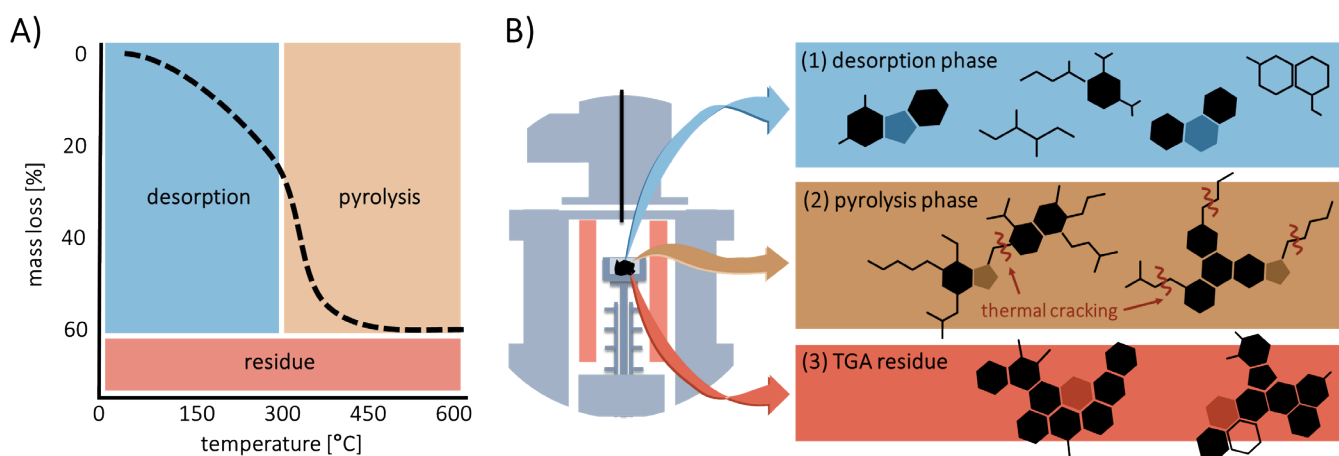 A)
0
20
40
60
mass loss [%]
desorption
pyrolysis
residue
0
150
300
450
600
temperature [°C]
B)
(1) desorption phase
(2) pyrolysis phase
thermal cracking
(3) TGA residue